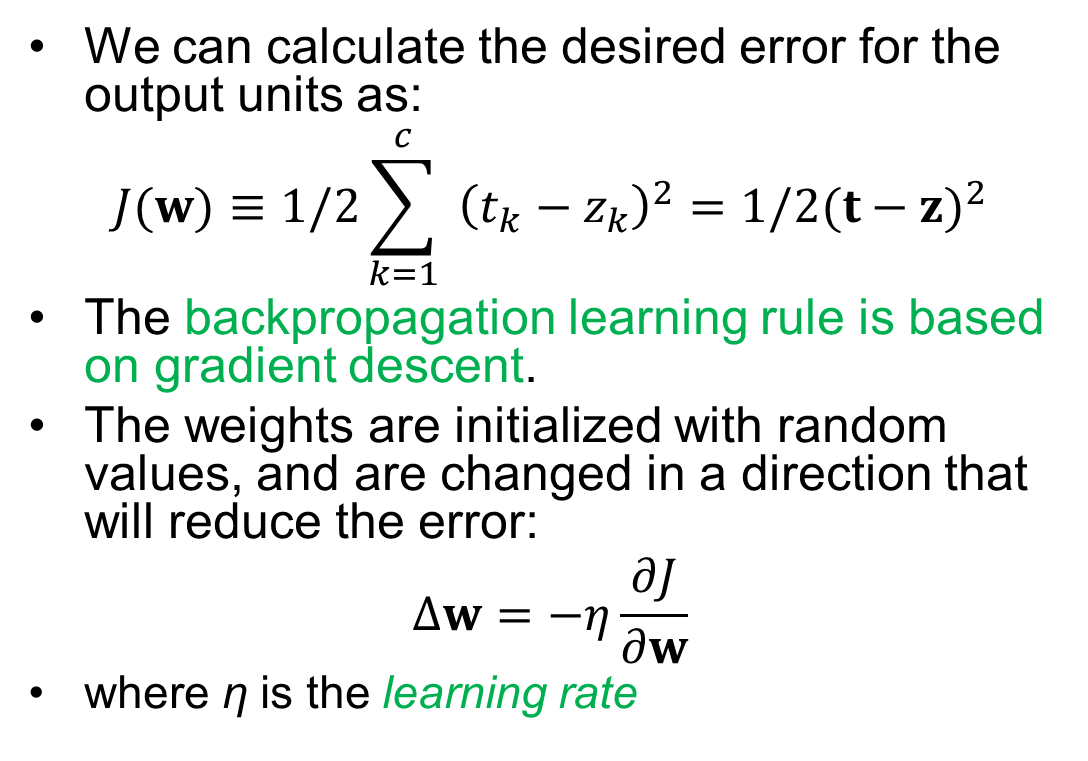 • We can calculate the desired error for the
output units as:
J(𝐰) ≡ 1/2 ∑_{k=1}^{c} (t_k − z_k)² = 1/2(𝐭 − 𝐳)²
• The backpropagation learning rule is based
on gradient descent.
• The weights are initialized with random
values, and are changed in a direction that
will reduce the error:
Δ𝐰 = −η ∂J/∂𝐰
• where η is the learning rate